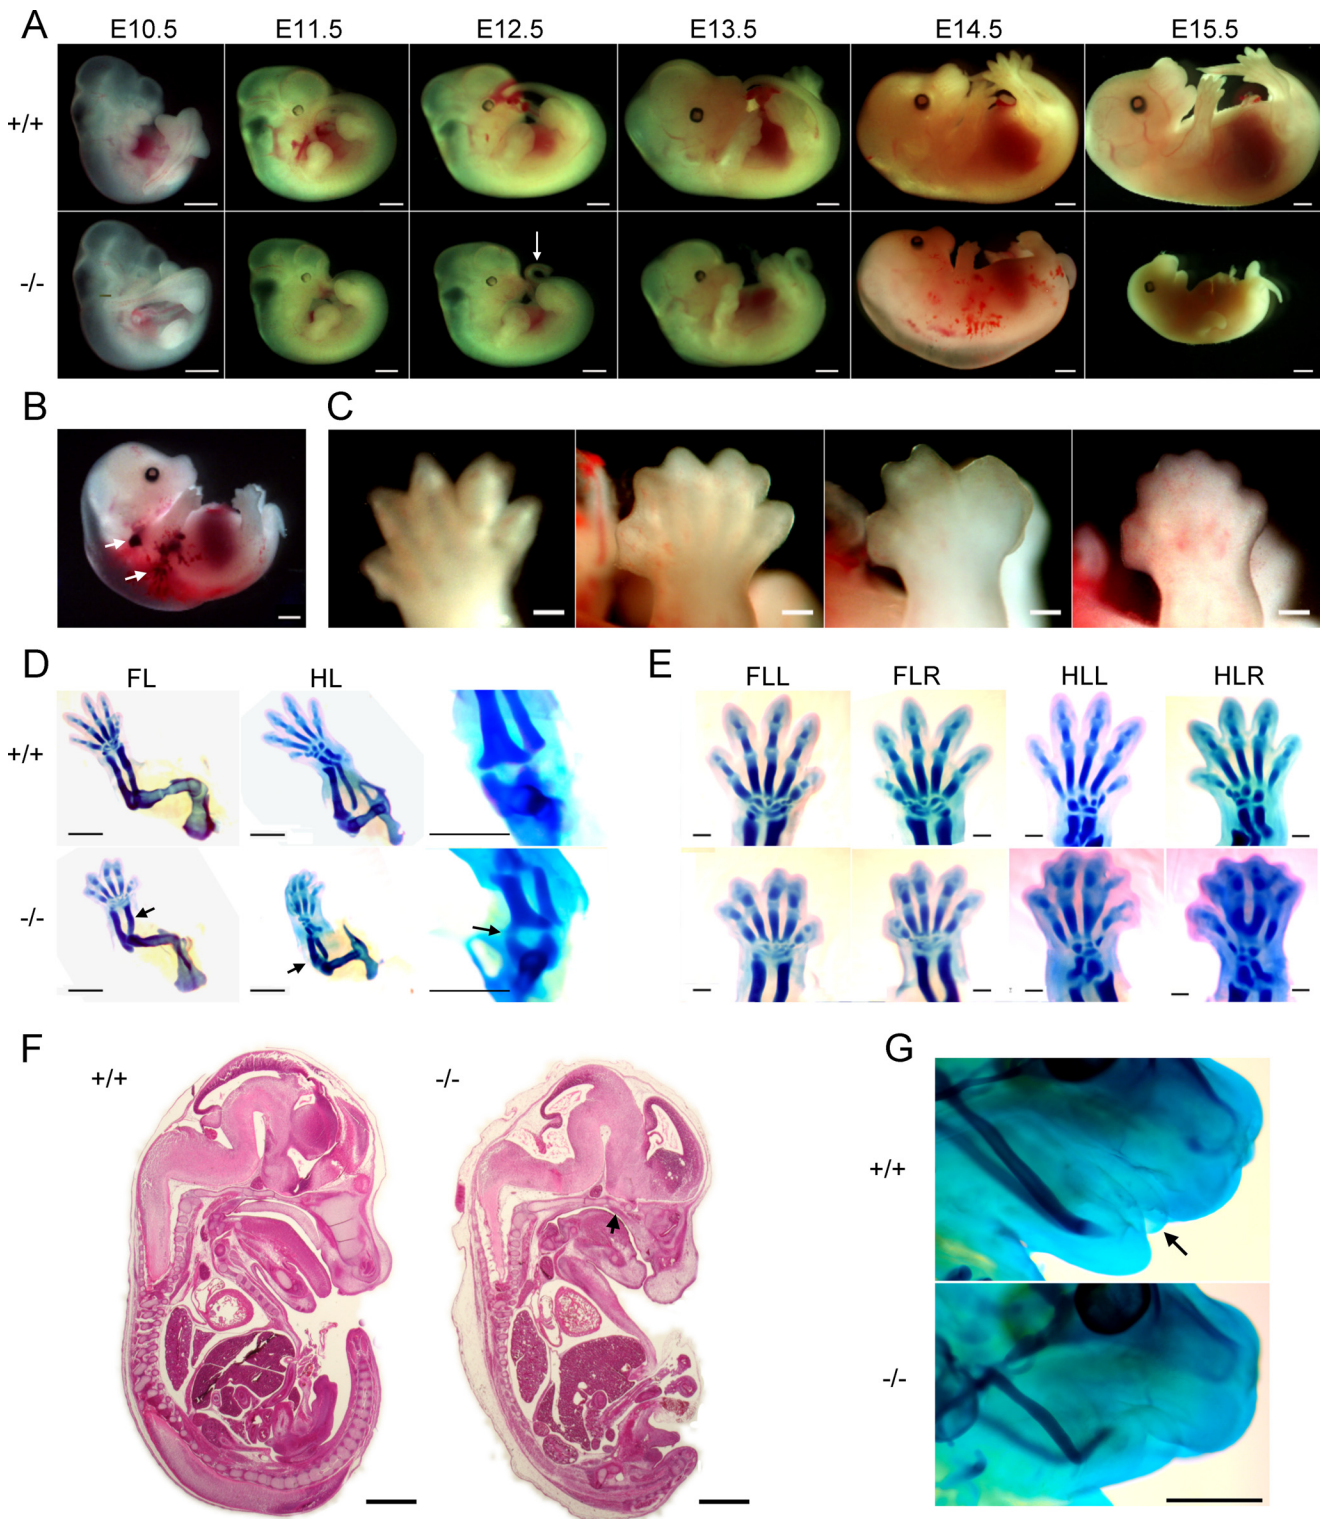 A
E10.5 E11.5 E12.5 E13.5 E14.5 E15.5
+/+
-/-
B C
D E
FL HL FLL FLR HLL HLR
+/+
-/-
F G
+/+ -/-
+/+
-/-